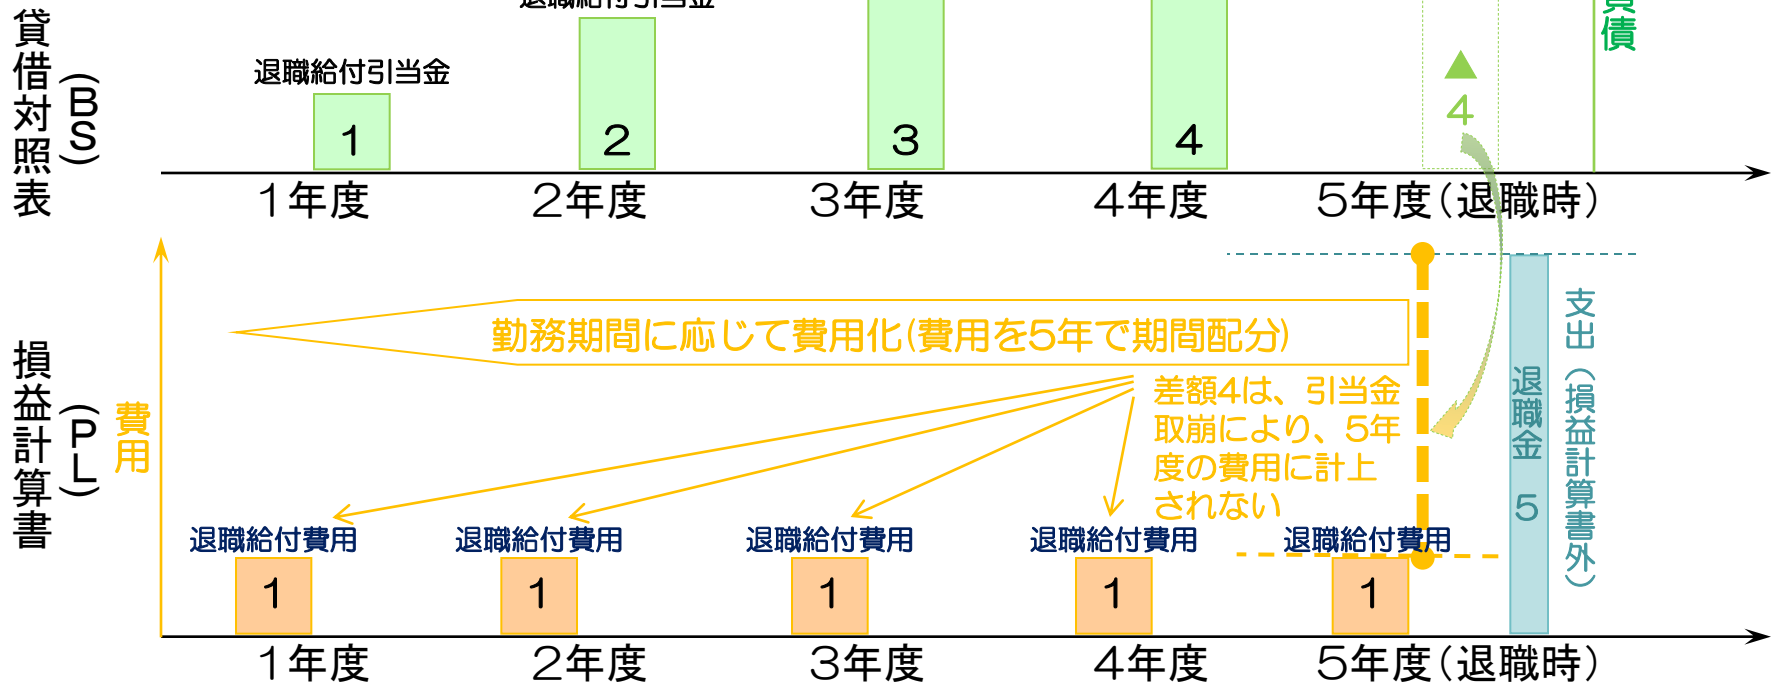 貸借対照表
(BS)
退職給付引当金
退職給付引当金
負債
1
2
3
4
▲
4
1年度
2年度
3年度
4年度
5年度(退職時)
損益計算書
(PL)
費用
勤務期間に応じて費用化(費用を5年で期間配分)
差額4は、引当金
取崩により、5年
度の費用に計上
されない
退職金 5
支出(損益計算書外)
退職給付費用
退職給付費用
退職給付費用
退職給付費用
退職給付費用
1
1
1
1
1
1年度
2年度
3年度
4年度
5年度(退職時)